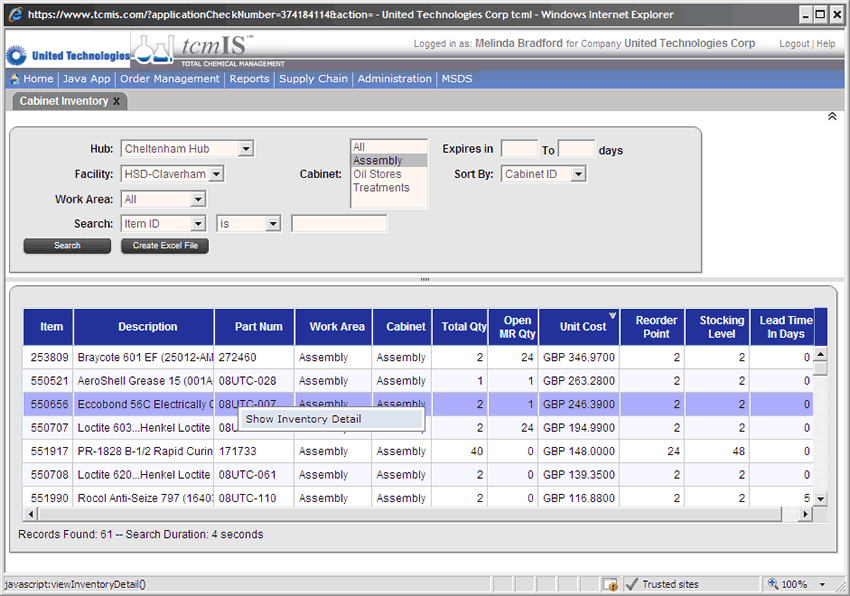 https://www.tcmis.com/?applicationCheckNumber=374184114&action= - United Technologies Corp tcmI - Windows Internet Explorer
United Technologies
tcmIS™
TOTAL CHEMICAL MANAGEMENT
Logged in as: Melinda Bradford for Company United Technologies Corp
Logout | Help
Home | Java App | Order Management | Reports | Supply Chain | Administration | MSDS
Cabinet Inventory X
Hub: Cheltenham Hub
Facility: HSD-Claverham
Work Area: All
Search: Item ID is
Cabinet: All
Assembly
Oil Stores
Treatments
Expires in To days
Sort By: Cabinet ID
Search Create Excel File
Item Description Part Num Work Area Cabinet Total Qty Open MR Qty Unit Cost Reorder Point Stocking Level Lead Time In Days
253809 Braycote 601 EF (25012-AM 272460 Assembly Assembly 2 24 GBP 346.9700 2 2 0
550521 AeroShell Grease 15 (001A 08UTC-028 Assembly Assembly 1 1 GBP 263.2800 2 2 0
550656 Eccobond 56C Electrically C 08UTC-007 Assembly Assembly 2 1 GBP 246.3900 2 2 0
Show Inventory Detail
550707 Loctite 603...Henkel Loctite 2 24 GBP 194.9900 2 2 0
551917 PR-1828 B-1/2 Rapid Curin 171733 Assembly Assembly 40 0 GBP 148.0000 24 48 0
550708 Loctite 620...Henkel Loctite 08UTC-061 Assembly Assembly 2 0 GBP 139.3500 2 2 0
551990 Rocol Anti-Seize 797 (1640 08UTC-110 Assembly Assembly 2 0 GBP 116.8800 2 2 5
Records Found: 61 -- Search Duration: 4 seconds
javascript:viewInventoryDetail()
Trusted sites
100%